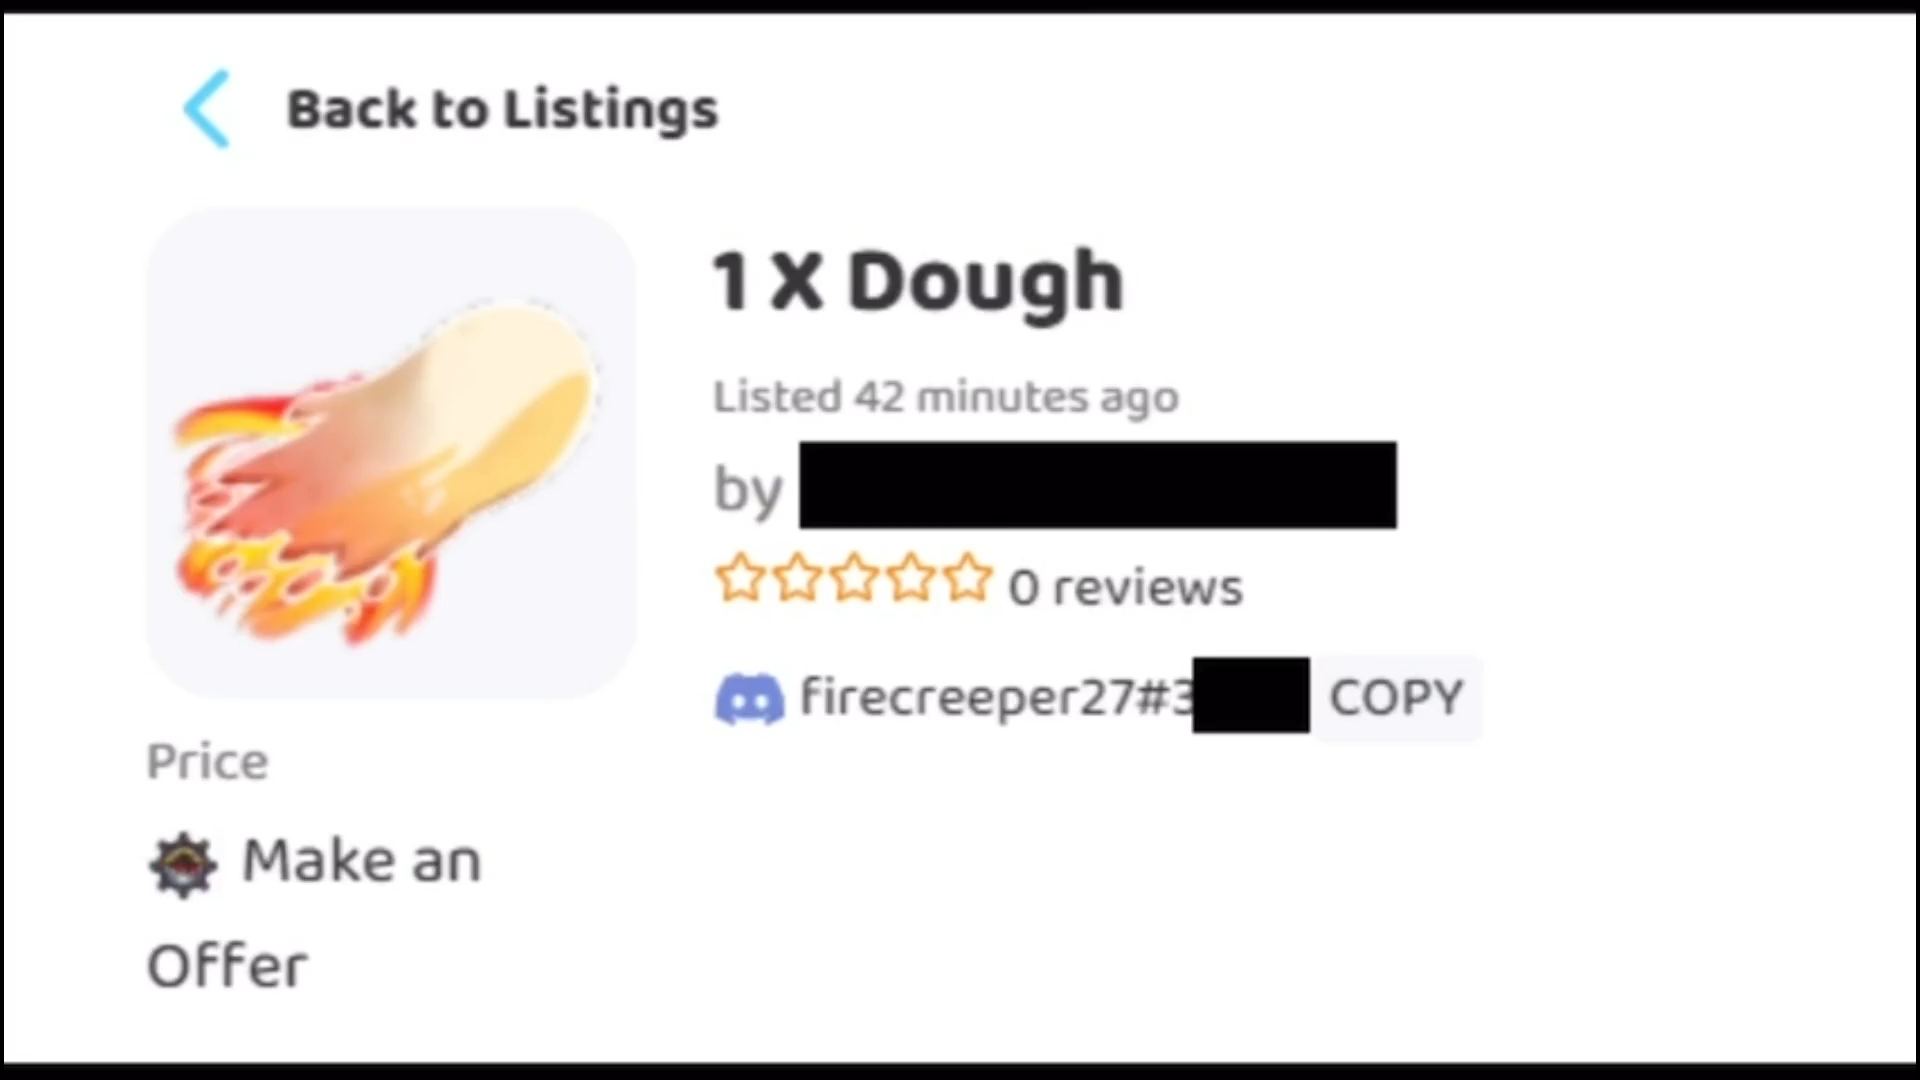 Back to Listings
1 X Dough
Listed 42 minutes ago
by
0 reviews
firecreeper27#3
COPY
Price
Make an
Offer